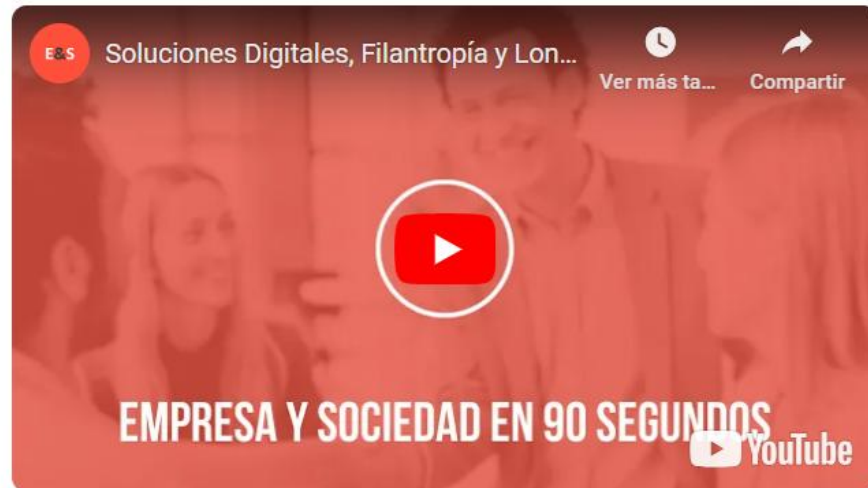 E&S
Soluciones Digitales, Filantropía y Lon...
Ver más ta...
Compartir
EMPRESA Y SOCIEDAD EN 90 SEGUNDOS
YouTube